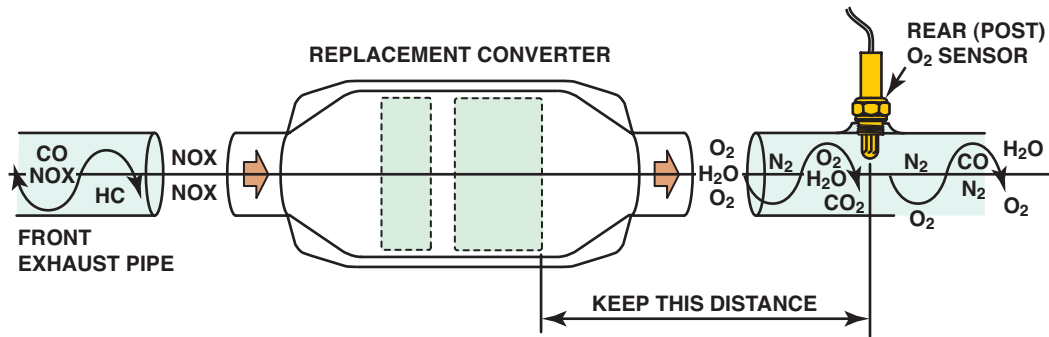 REPLACEMENT CONVERTER
REAR (POST)
O₂ SENSOR
CO
NOX
HC
NOX
NOX
FRONT
EXHAUST PIPE
O₂
H₂O
O₂
N₂
O₂
H₂O
CO₂
N₂
O₂
CO
N₂
H₂O
O₂
KEEP THIS DISTANCE